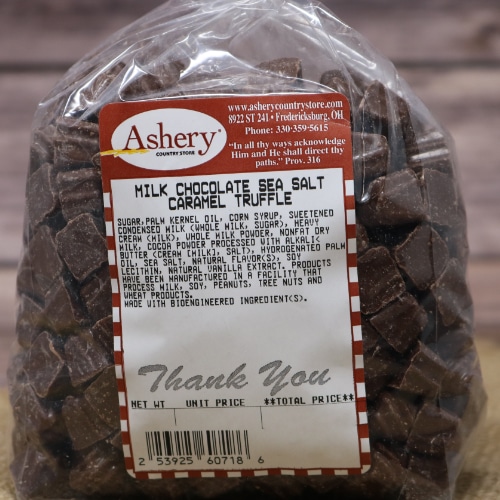 www.asherycountrystore.com
8922 ST 241 • Fredericksburg, OH
Phone: 330-359-5615
"In all thy ways acknowledge
Him and He shall direct thy
paths." Prov. 316
Ashery
COUNTRY STORE
MILK CHOCOLATE SEA SALT
CARAMEL TRUFFLE
SUGAR,PALM KERNEL OIL, CORN SYRUP, SWEETENED
CONDENSED MILK (WHOLE MILK, SUGAR), HEAVY
CREAM (MILK), WHOLE MILK POWDER, NONFAT DRY
MILK, COCOA POWDER PROCESSED WITH ALKALI<
BUTTER (CREAM (MILK), SALT), HYDROGENATED PALM
OIL, SEA SALT, NATURAL FLAVOR(S), SOY
LECITHIN, NATURAL VANILLA EXTRACT. PRODUCTS
HAVE BEEN MANUFACTURED IN A FACILITY THAT
PROCESS MILK, SOY, PEANUTS, TREE NUTS AND
WHEAT PRODUCTS.
MADE WITH BIOENGINEERED INGREDIENT(S).
Thank You
NET WT UNIT PRICE **TOTAL PRICE**
2 53925 60718 6